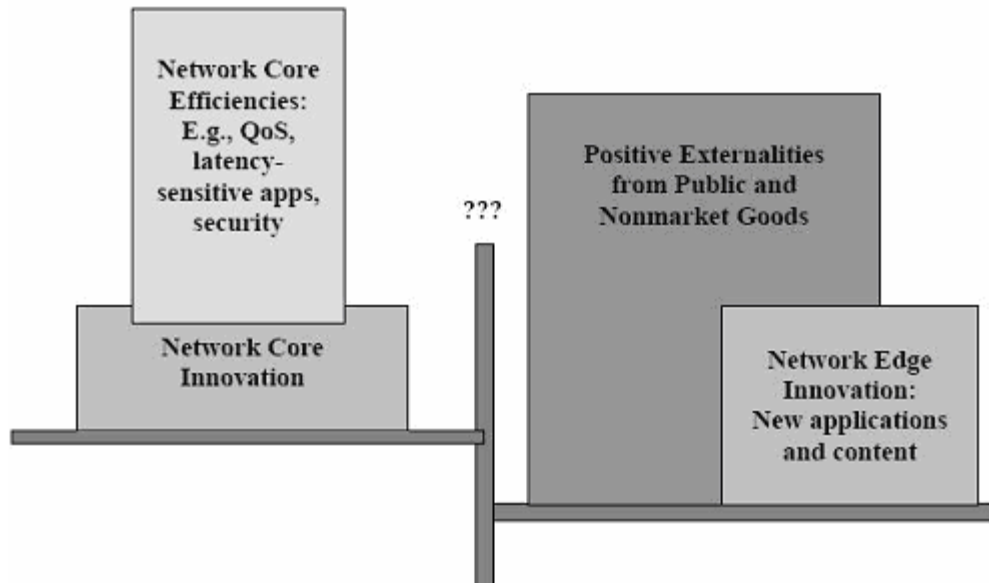 Network Core
Efficiencies:
E.g., QoS,
latency-
sensitive apps,
security
Network Core
Innovation
???
Positive Externalities
from Public and
Nonmarket Goods
Network Edge
Innovation:
New applications
and content